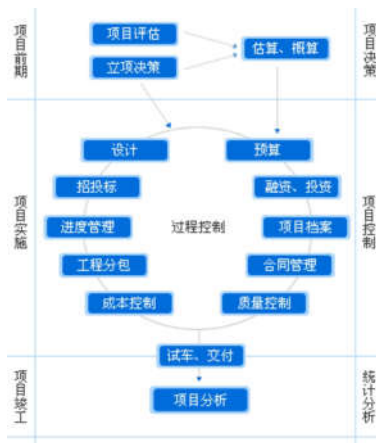 项目前期
项目评估
立项决策
估算、概算
项目决策
项目实施
设计
预算
招投标
融资、投资
进度管理
过程控制
项目档案
工程分包
合同管理
成本控制
质量控制
项目控制
试车、交付
项目竣工
项目分析
统计分析